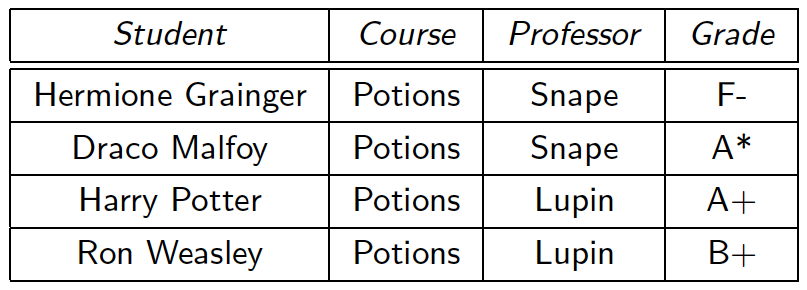 Student Course Professor Grade
Hermione Grainger Potions Snape F-
Draco Malfoy Potions Snape A*
Harry Potter Potions Lupin A+
Ron Weasley Potions Lupin B+